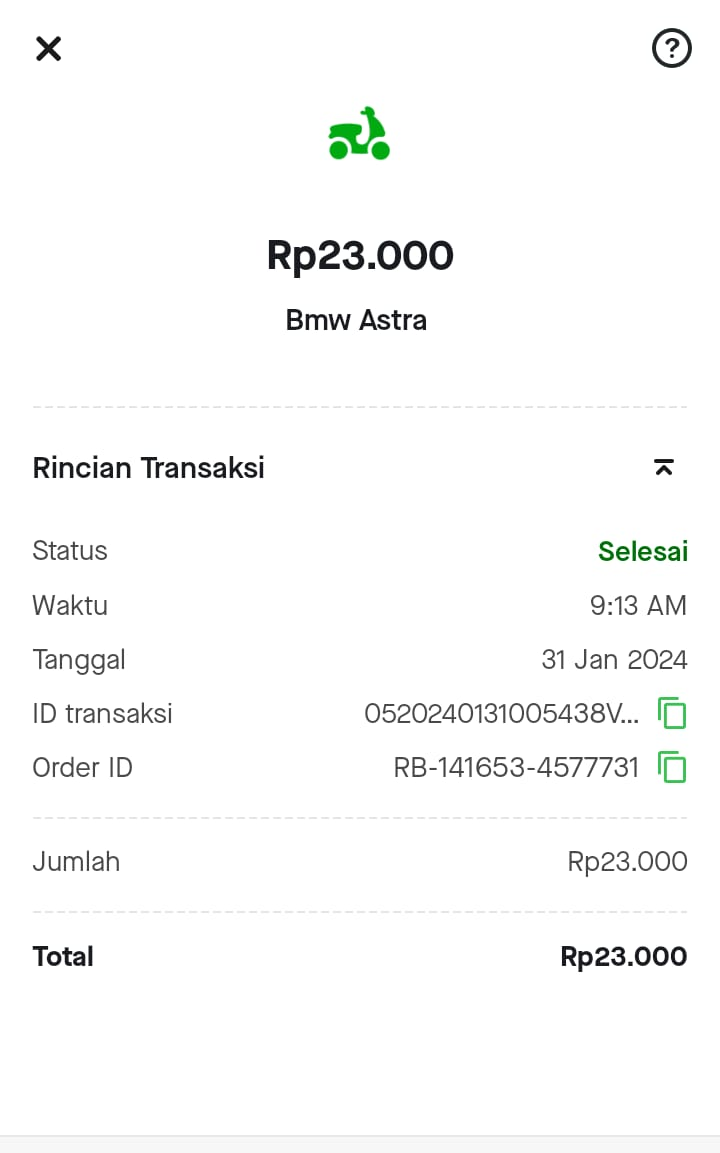 ?
Rp23.000
Bmw Astra
Rincian Transaksi
Status Selesai
Waktu 9:13 AM
Tanggal 31 Jan 2024
ID transaksi 0520240131005438V...
Order ID RB-141653-4577731
Jumlah Rp23.000
Total Rp23.000